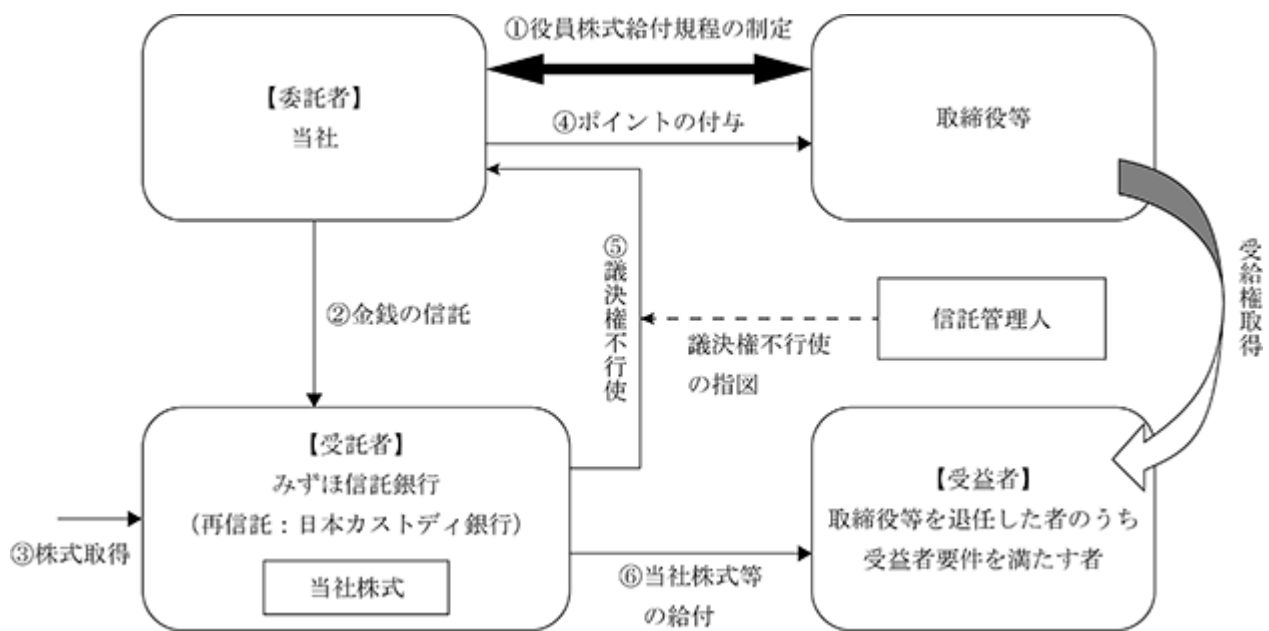 ①役員株式給付規程の制定
【委託者】
当社
④ポイントの付与
取締役等
②金銭の信託
⑤議決権不行使
議決権不行使
の指図
信託管理人
受給権取得
③株式取得
【受託者】
みずほ信託銀行
（再信託：日本カストディ銀行）
当社株式
⑥当社株式等
の給付
【受益者】
取締役等を退任した者のうち
受益者要件を満たす者